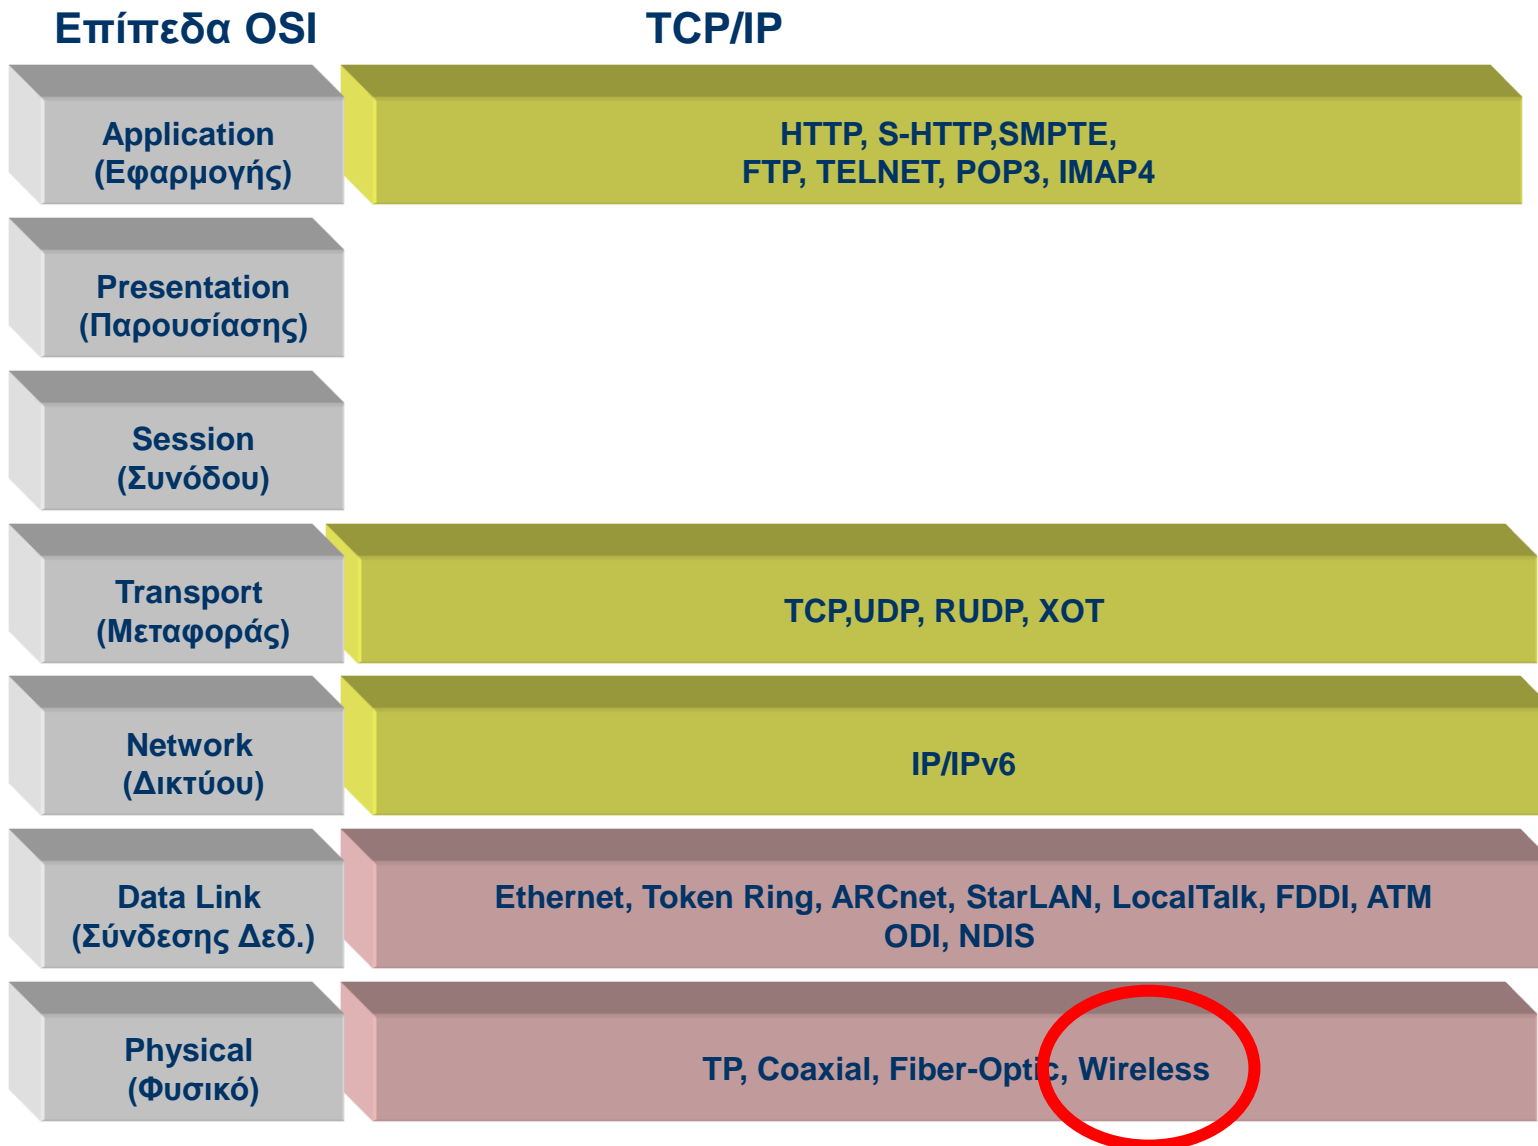 Επίπεδα OSI
TCP/IP
Application
(Εφαρμογής)
HTTP, S-HTTP,SMPTE,
FTP, TELNET, POP3, IMAP4
Presentation
(Παρουσίασης)
Session
(Συνόδου)
Transport
(Μεταφοράς)
TCP,UDP, RUDP, XOT
Network
(Δικτύου)
IP/IPv6
Data Link
(Σύνδεσης Δεδ.)
Ethernet, Token Ring, ARCnet, StarLAN, LocalTalk, FDDI, ATM
ODI, NDIS
Physical
(Φυσικό)
TP, Coaxial, Fiber-Optic, Wireless